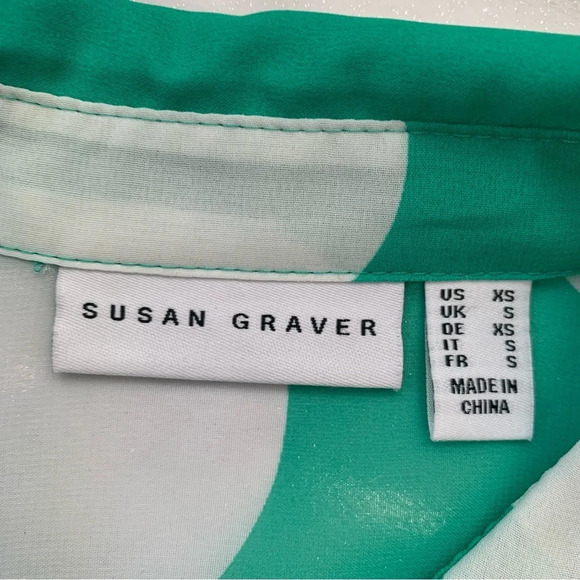 SUSAN GRAVER
US XS
UK S
DE XS
IT S
FR S
MADE IN
CHINA